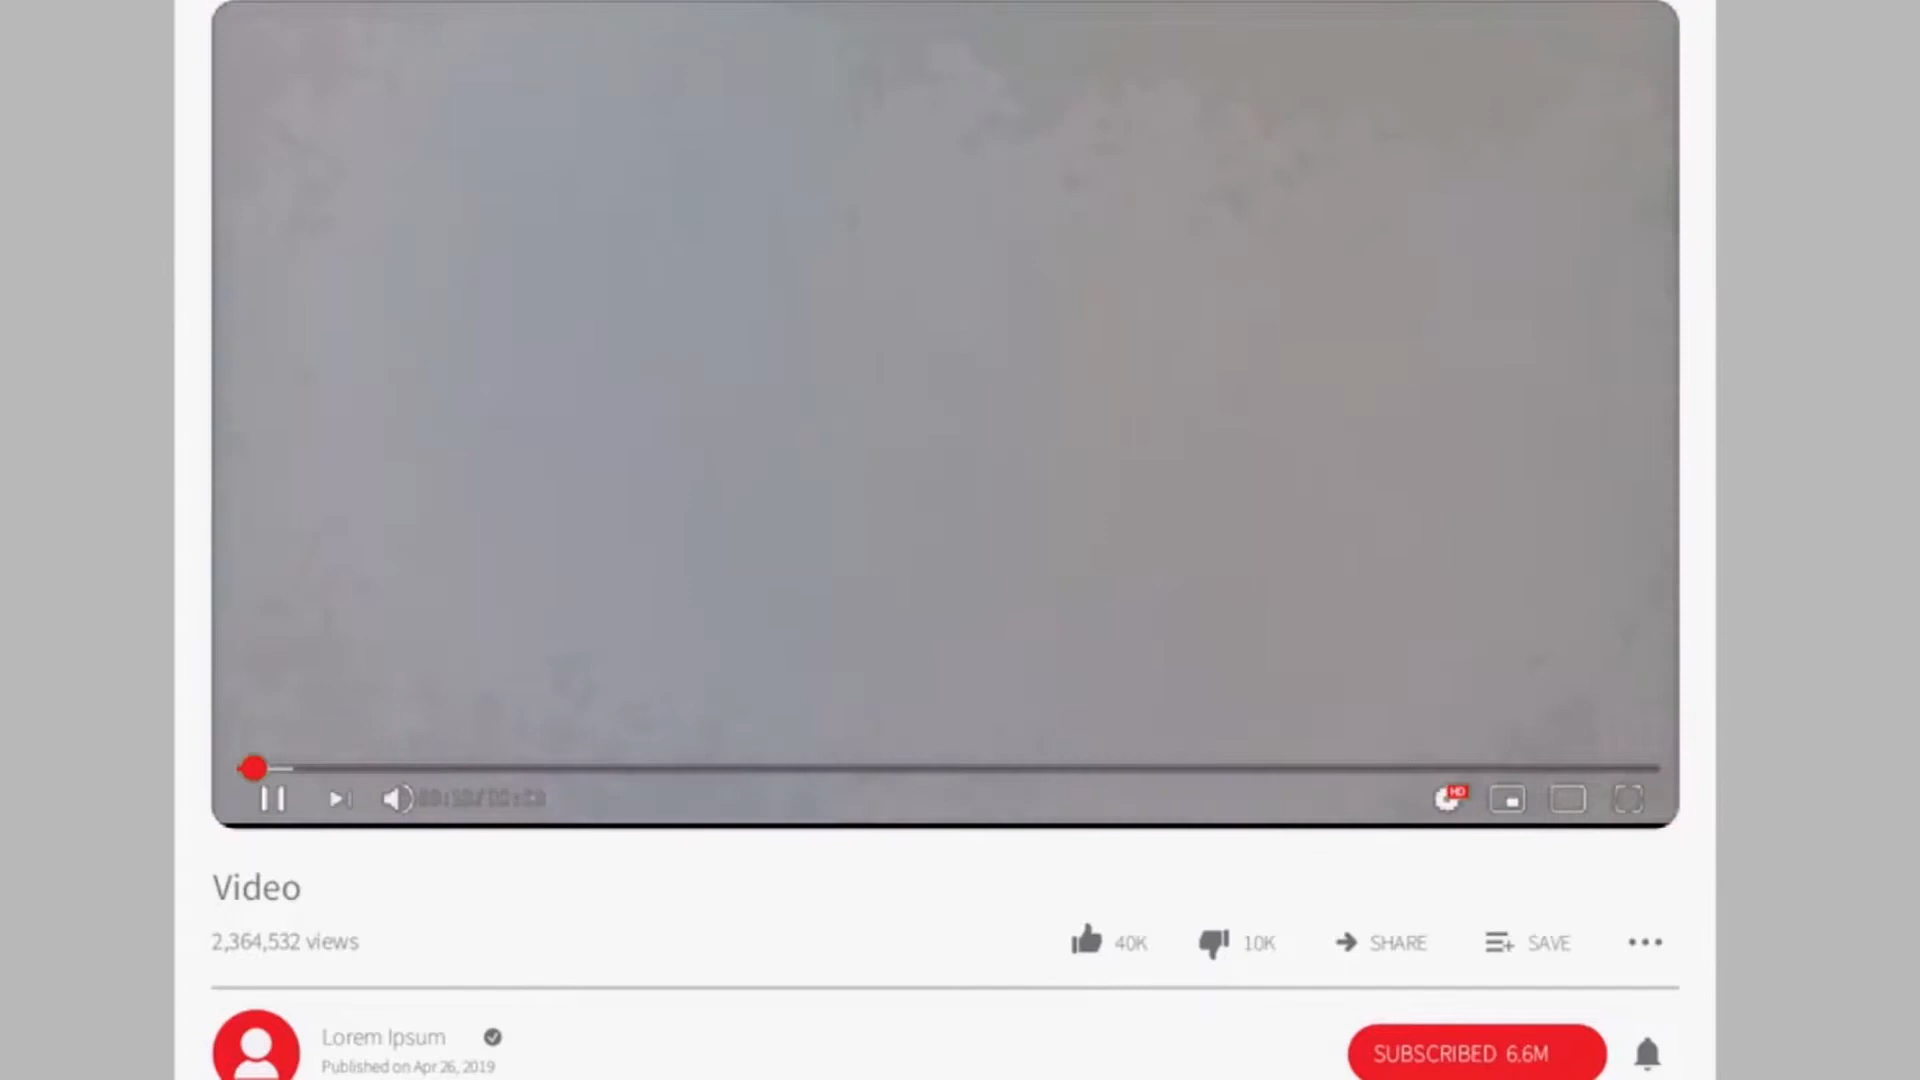 HD
Video
2,364,532 views
40K
10K
SHARE
SAVE
Lorem Ipsum
Published on Apr 26, 2019
SUBSCRIBED 6.6M